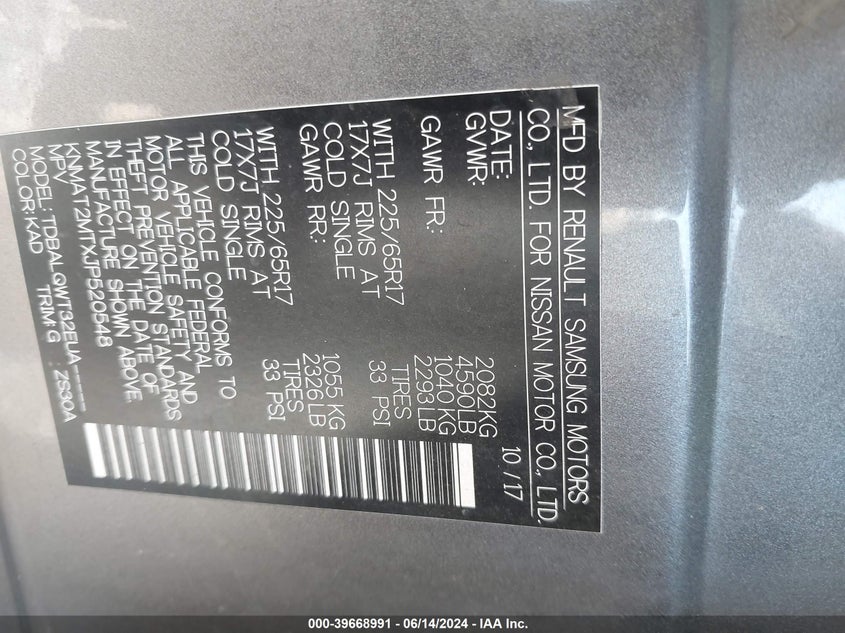 MFD BY RENAULT SAMSUNG MOTORS
CO., LTD. FOR NISSAN MOTOR CO., LTD.
DATE: 10 /17
GVWR: 2082KG
4590LB
GAWR FR: 1040 KG
2293LB
WITH 225/65R17 TIRES
17X7J RIMS AT 33 PSI
COLD SINGLE
GAWR RR: 1055 KG
2326LB
WITH 225/65R17 TIRES
17X7J RIMS AT 33 PSI
COLD SINGLE
THIS VEHICLE CONFORMS TO
ALL APPLICABLE FEDERAL
MOTOR VEHICLE SAFETY AND
THEFT PREVENTION STANDARDS
IN EFFECT ON THE DATE OF
MANUFACTURE SHOWN ABOVE.
KNMAT2MTXJP520548
MPV
MODEL: TDBALQWT32EUA-----
COLOR: KAD TRIM: G ZS30A
000-39668991 - 06/14/2024 - IAA Inc.